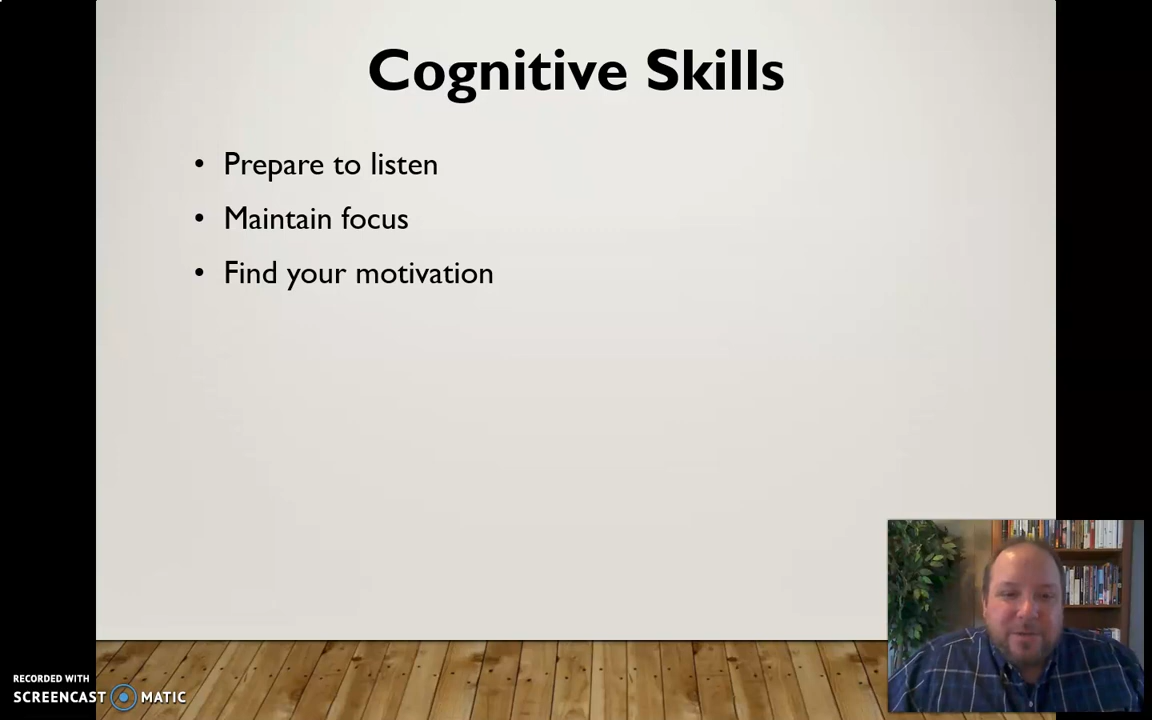 Cognitive Skills
• Prepare to listen
• Maintain focus
• Find your motivation
RECORDED WITH
SCREENCAST MATIC